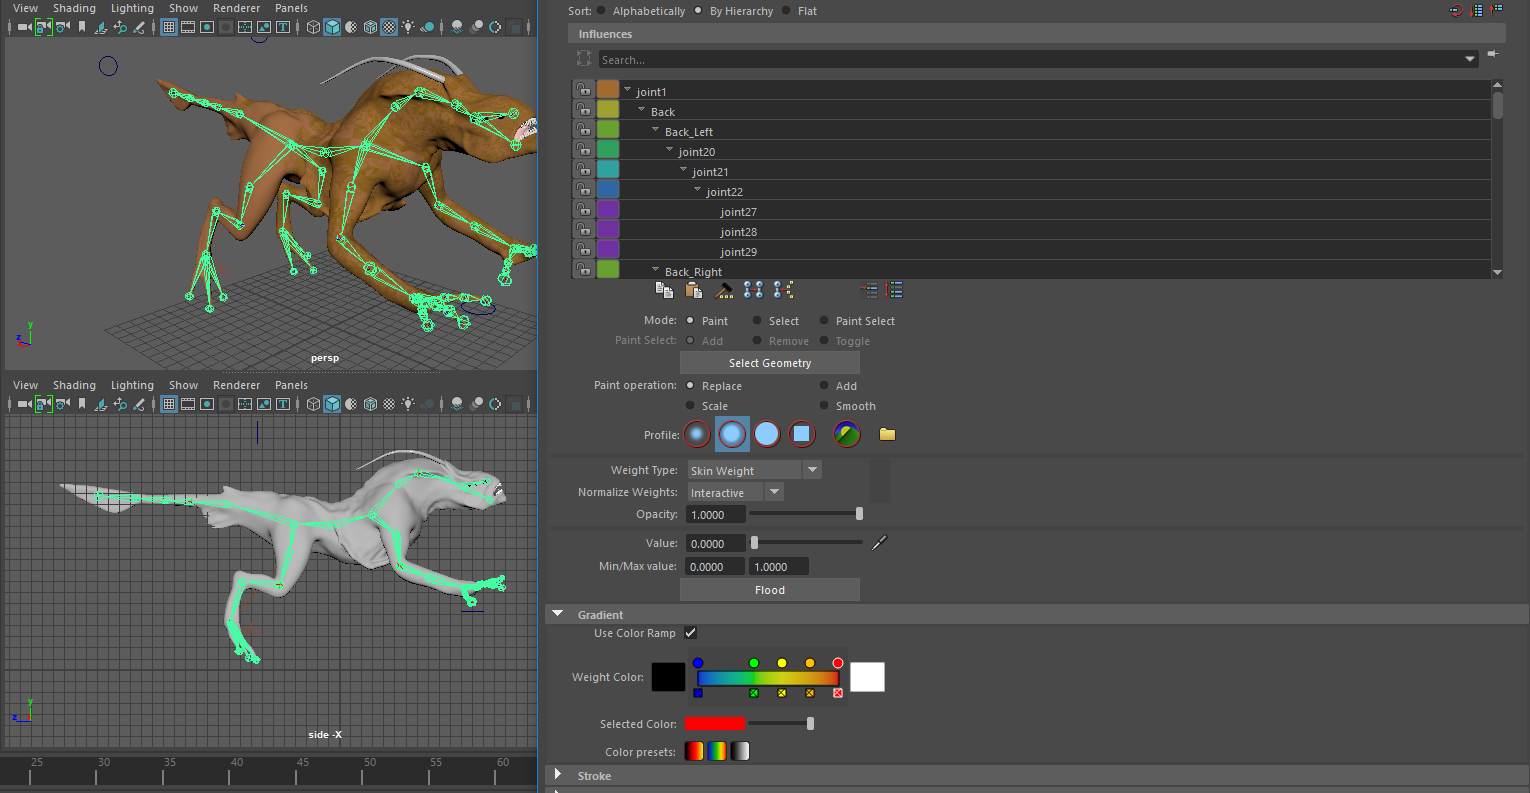 View Shading Lighting Show Renderer Panels
y
z
persp
View Shading Lighting Show Renderer Panels
y
z
side -X
25 30 35 40 45 50 55 60
Sort: Alphabetically By Hierarchy Flat
Influences
Search...
joint1
Back
Back_Left
joint20
joint21
joint22
joint27
joint28
joint29
Back_Right
Mode: Paint Select Paint Select
Paint Select: Add Remove Toggle
Select Geometry
Paint operation: Replace Add
Scale Smooth
Profile:
Weight Type: Skin Weight
Normalize Weights: Interactive
Opacity: 1.0000
Value: 0.0000
Min/Max value: 0.0000 1.0000
Flood
Gradient
Use Color Ramp
Weight Color:
Selected Color:
Color presets:
Stroke